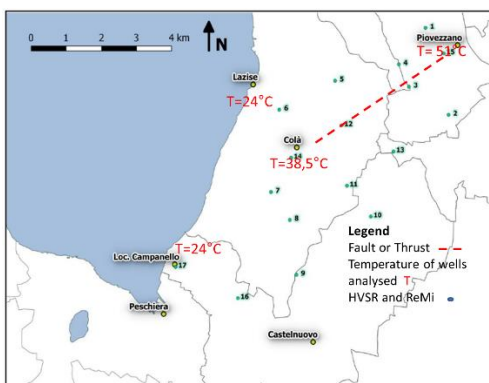 0 1 2 3 4 km
N
1
Piovezzano
T= 51°C
15
4
5
3
Lazise
T=24°C
6
2
12
Colà
14
T=38,5°C
13
11
7
10
8
Legend
Fault or Thrust
Temperature of wells
analysed T
HVSR and ReMi
T=24°C
Loc. Campanello
17
9
16
Peschiera
Castelnuovo